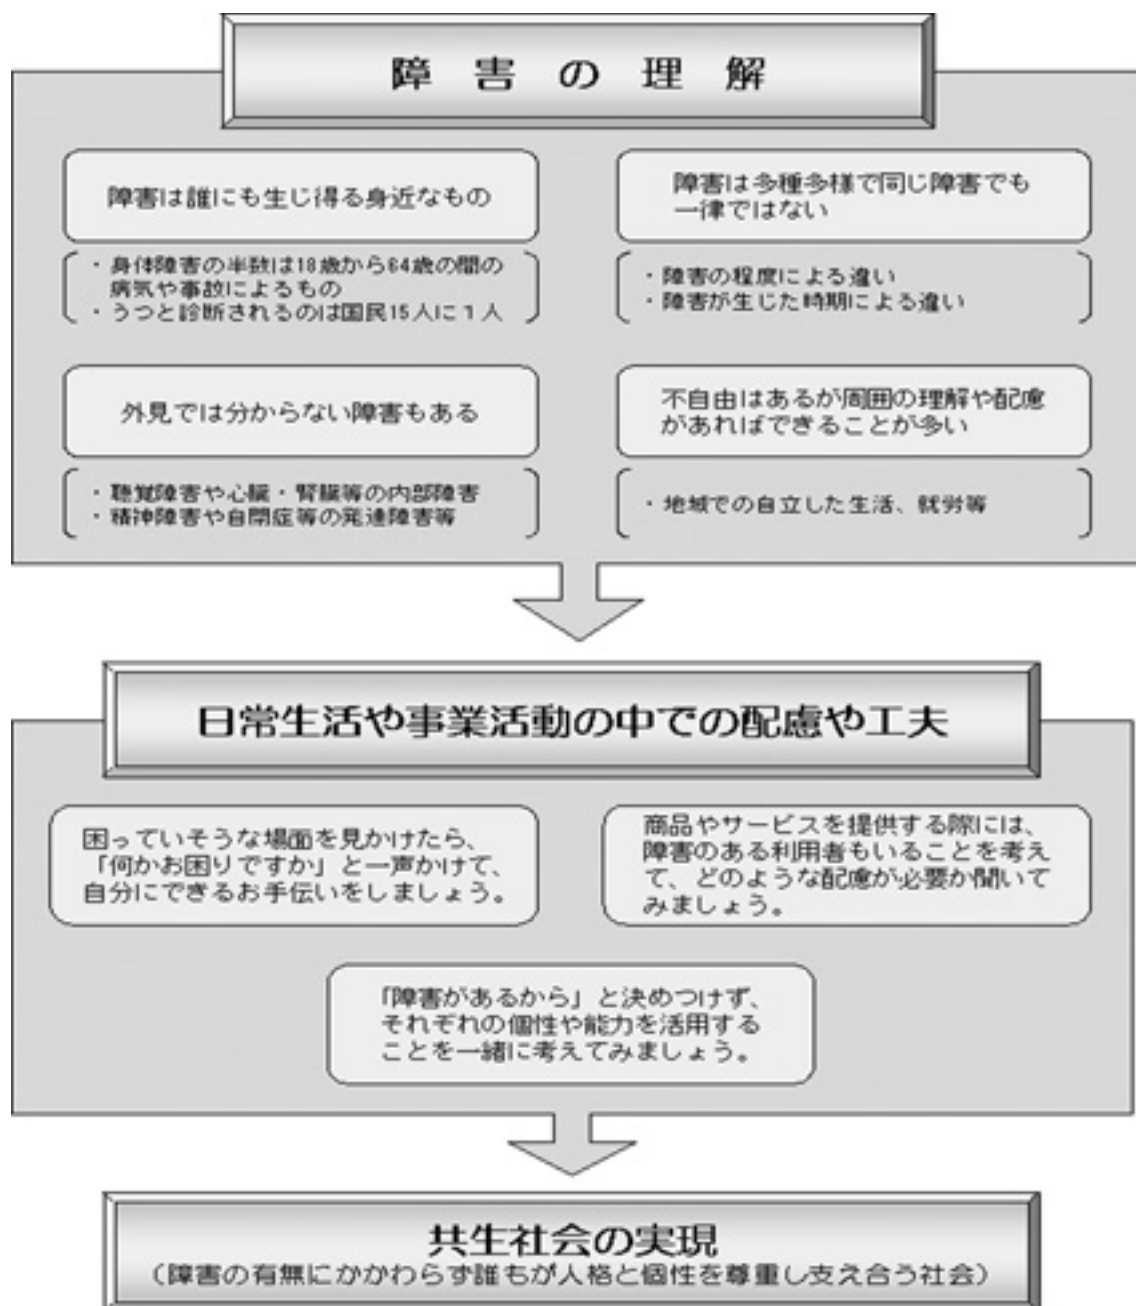 障害の理解
障害は誰にも生じ得る身近なもの
・身体障害の半数は18歳から64歳の間の
病気や事故によるもの
・うつと診断されるのは国民15人に1人
障害は多種多様で同じ障害でも
一律ではない
・障害の程度による違い
・障害が生じた時期による違い
外見では分からない障害もある
・聴覚障害や心臓・腎臓等の内部障害
・精神障害や自閉症等の発達障害等
不自由はあるが周囲の理解や配慮
があればできることが多い
・地域での自立した生活、就労等
日常生活や事業活動の中での配慮や工夫
困っていそうな場面を見かけたら、
「何かお困りですか」と一声かけて、
自分にできるお手伝いをしましょう。
商品やサービスを提供する際には、
障害のある利用者もいることを考え
て、どのような配慮が必要か聞いて
みましょう。
「障害があるから」と決めつけず、
それぞれの個性や能力を活用する
ことを一緒に考えてみましょう。
共生社会の実現
（障害の有無にかかわらず誰もが人格と個性を尊重し支え合う社会）